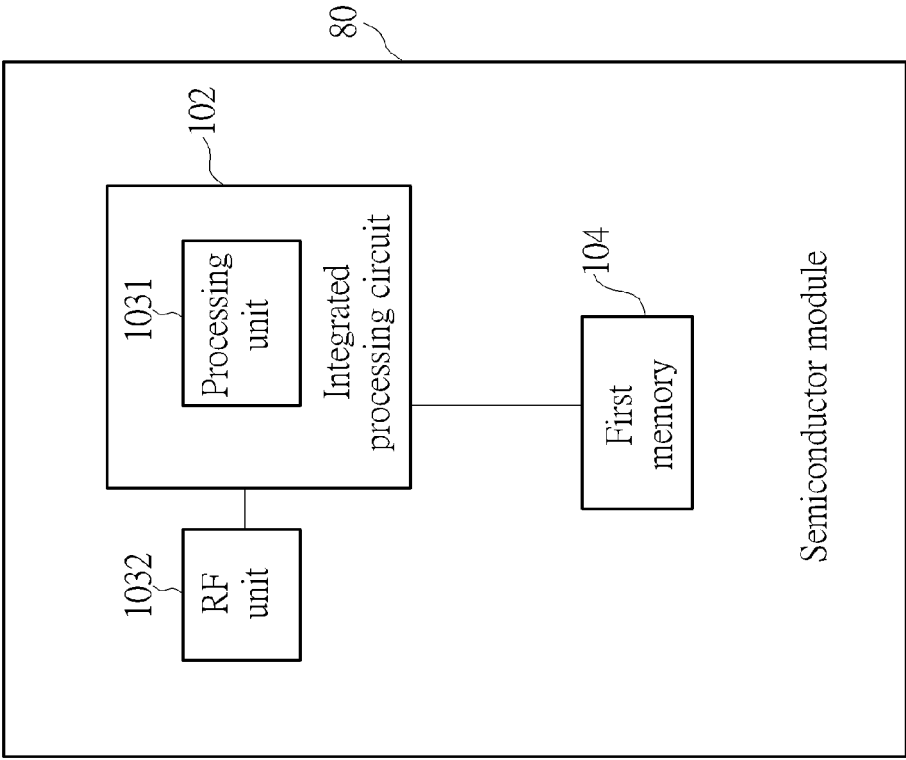 80
102
1031
Processing
unit
Integrated
processing circuit
1032
RF
unit
104
First
memory
Semiconductor module